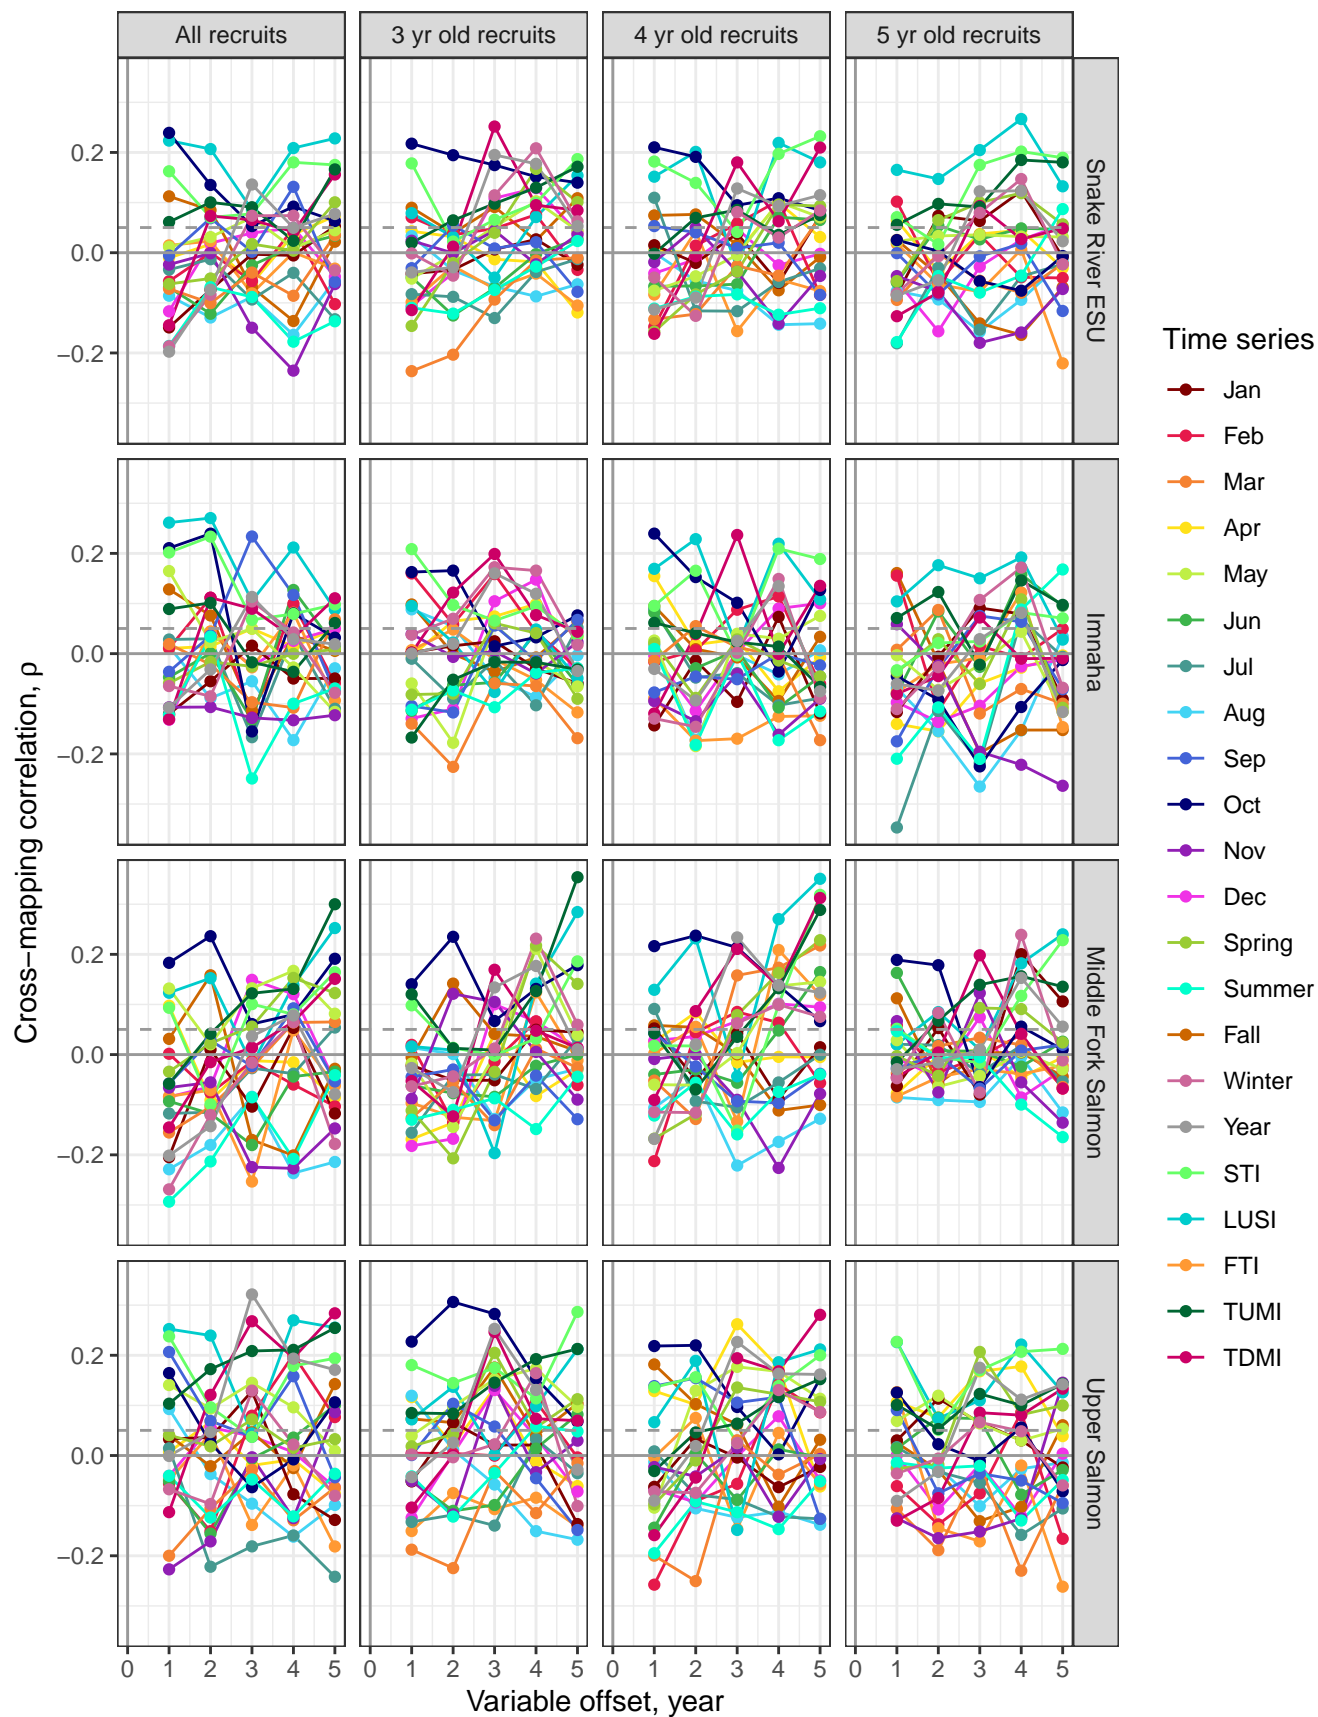 All recruits
3 yr old recruits
4 yr old recruits
5 yr old recruits
0.2
0.0
−0.2
Snake River ESU
0.2
0.0
−0.2
Imnaha
0.2
0.0
−0.2
Middle Fork Salmon
0.2
0.0
−0.2
Upper Salmon
0 1 2 3 4 5
0 1 2 3 4 5
0 1 2 3 4 5
0 1 2 3 4 5
Variable offset, year
Cross−mapping correlation, ρ
Time series
Jan
Feb
Mar
Apr
May
Jun
Jul
Aug
Sep
Oct
Nov
Dec
Spring
Summer
Fall
Winter
Year
STI
LUSI
FTI
TUMI
TDMI